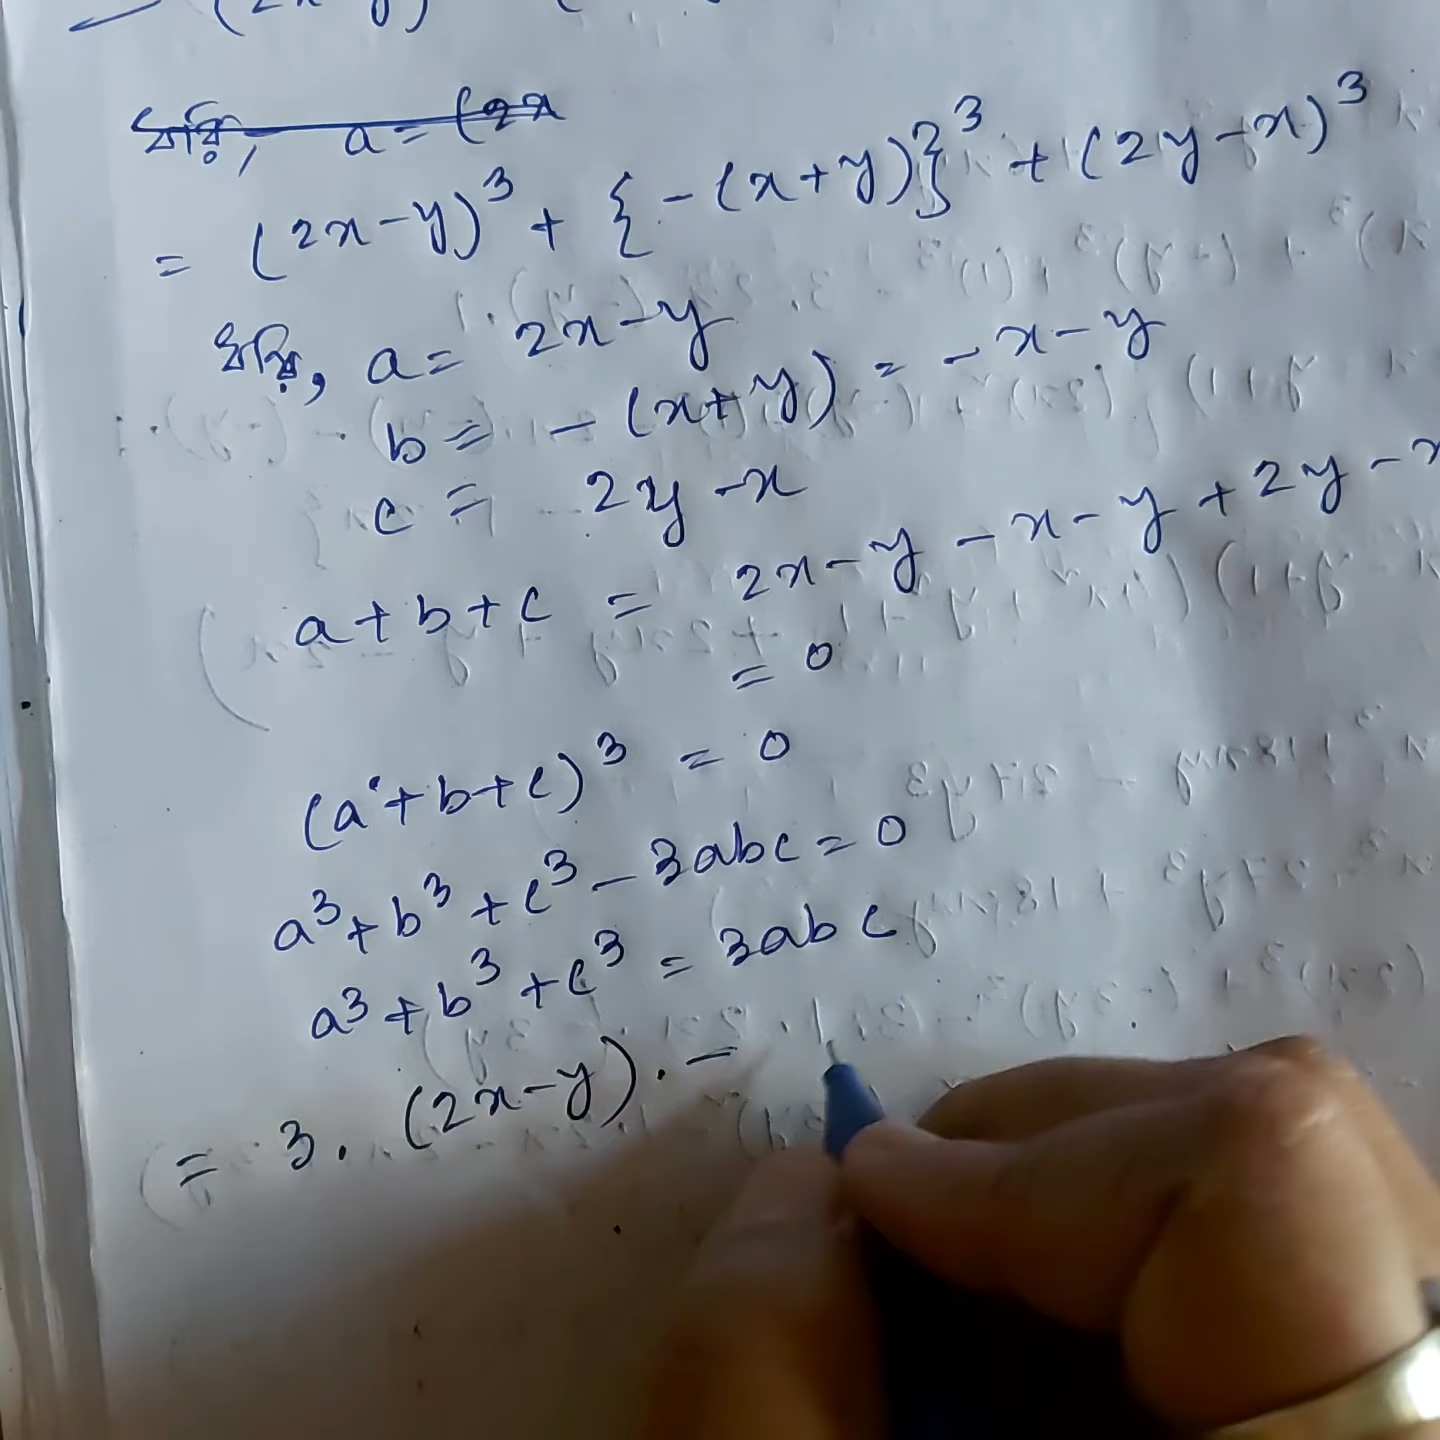 ধরি, a = (2x
= (2x-y)³ + {-(x+y)}³ + (2y-x)³
ধরি, a = 2x-y
b = -(x+y) = -x-y
c = 2y-x
a+b+c = 2x-y-x-y+2y-x
= 0
(a+b+c)³ = 0
a³+b³+c³-3abc = 0
a³+b³+c³ = 3abc
= 3. (2x-y). -